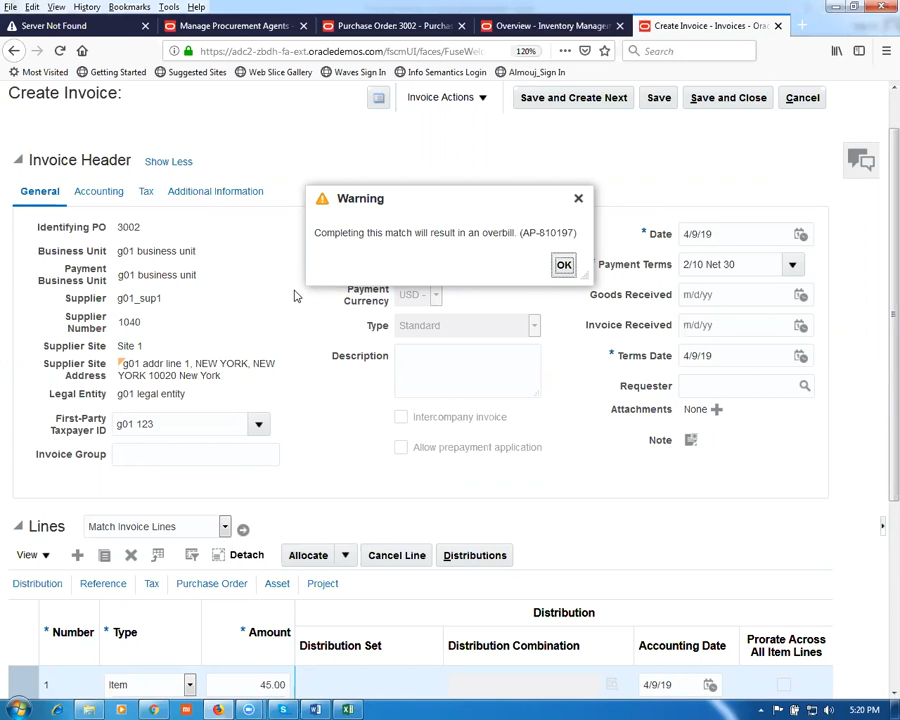 File Edit View History Bookmarks Tools Help
Server Not Found
Manage Procurement Agents -
Purchase Order: 3002 - Purchas
Overview - Inventory Managem
Create Invoice - Invoices - Orac
https://adc2-zbdh-fa-ext.oracledemos.com/fscmUI/faces/FuseWelc
120%
Search
Most Visited Getting Started Suggested Sites Web Slice Gallery Waves Sign In Info Semantics Login Almouj_Sign In
Create Invoice:
Invoice Actions
Save and Create Next
Save
Save and Close
Cancel
Invoice Header
Show Less
General
Accounting
Tax
Additional Information
Warning
Completing this match will result in an overbill. (AP-810197)
OK
Identifying PO 3002
Business Unit g01 business unit
Payment Business Unit g01 business unit
Supplier g01_sup1
Supplier Number 1040
Supplier Site Site 1
Supplier Site Address g01 addr line 1, NEW YORK, NEW
YORK 10020 New York
Legal Entity g01 legal entity
First-Party Taxpayer ID g01 123
Invoice Group
Payment Currency USD -
Type Standard
Description
Intercompany invoice
Allow prepayment application
* Date 4/9/19
* Payment Terms 2/10 Net 30
Goods Received m/d/yy
Invoice Received m/d/yy
* Terms Date 4/9/19
Requester
Attachments None
Note
Lines
Match Invoice Lines
View
Detach
Allocate
Cancel Line
Distributions
Distribution Reference Tax Purchase Order Asset Project
Distribution
* Number
* Type
* Amount
Distribution Set
Distribution Combination
Accounting Date
Prorate Across
All Item Lines
1 Item 45.00 4/9/19
5:20 PM